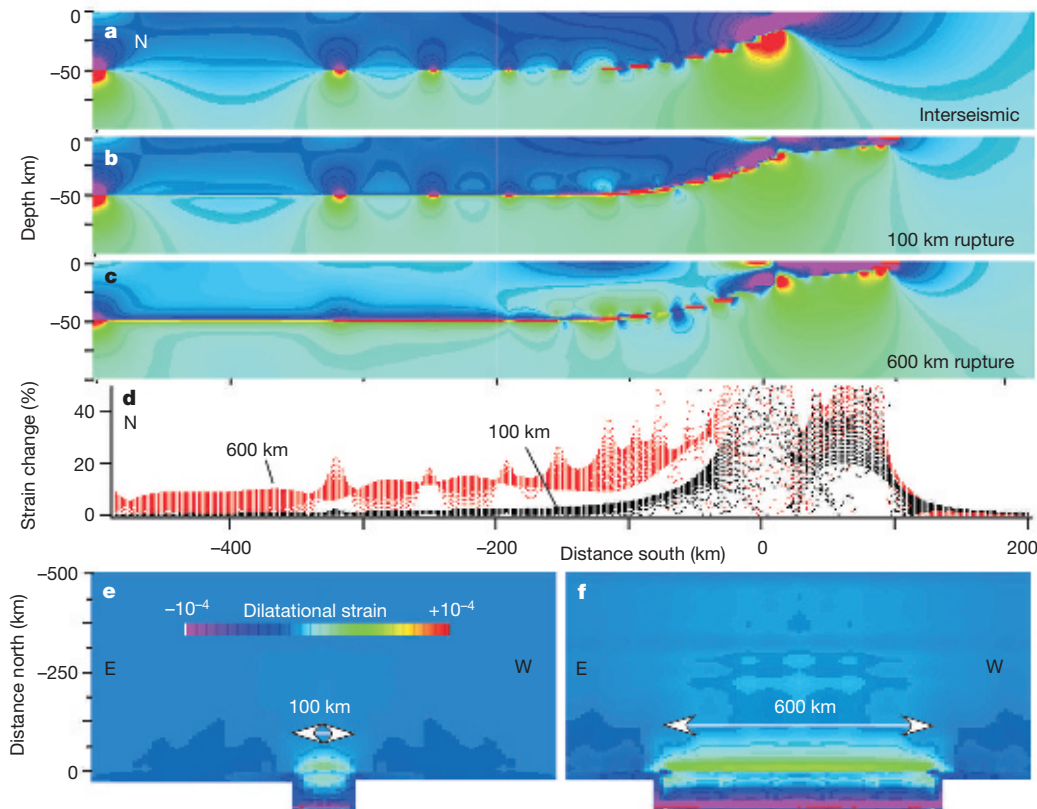 0
a
N
−50
Interseismic
0
b
−50
100 km rupture
Depth km
0
c
−50
600 km rupture
d
N
40
20
0
Strain change (%)
600 km
100 km
−400
−200
0
200
Distance south (km)
−500
−250
0
Distance north (km)
e
−10⁻⁴ Dilatational strain +10⁻⁴
E
W
100 km
f
E
W
600 km